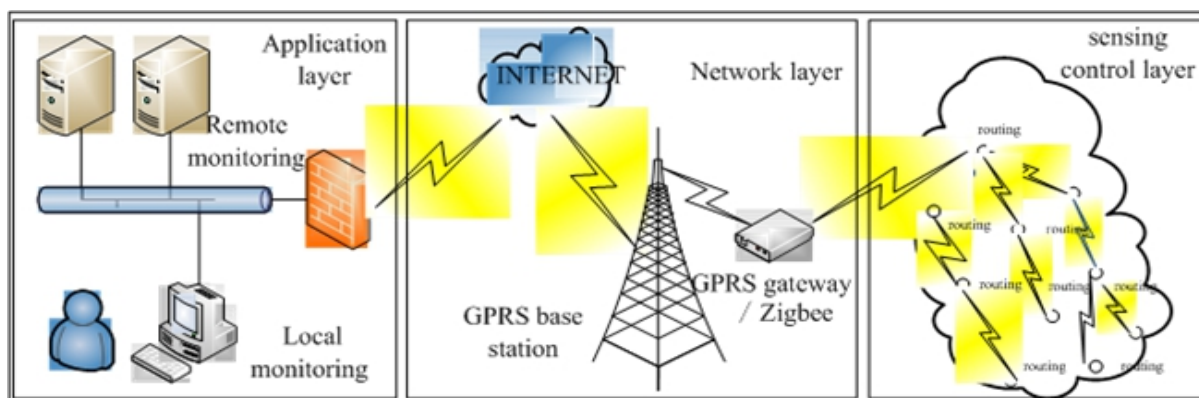 Application
layer
Remote
monitoring
Local
monitoring
INTERNET
Network layer
GPRS base
station
GPRS gateway
/ Zigbee
sensing
control layer
routing
routing
routing
routing
routing
routing
routing
routing
routing